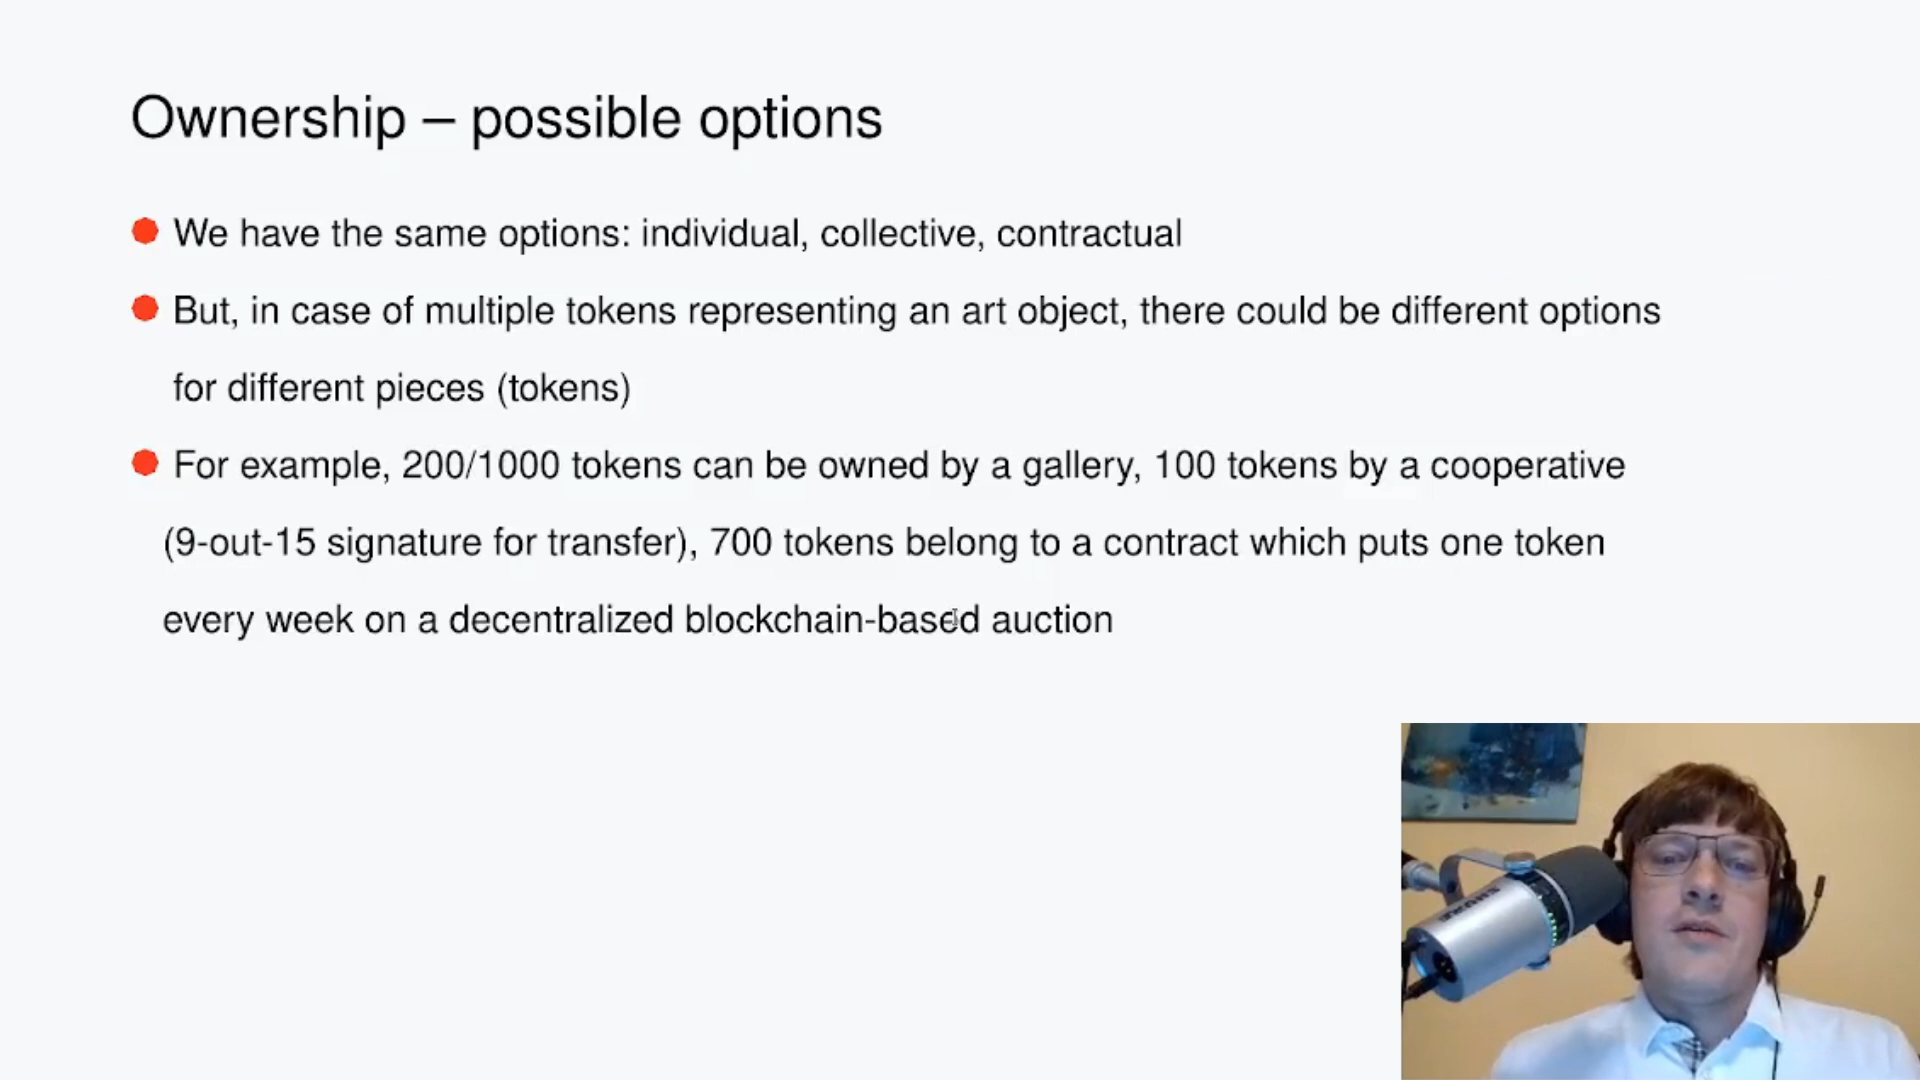 Ownership – possible options
We have the same options: individual, collective, contractual
But, in case of multiple tokens representing an art object, there could be different options
for different pieces (tokens)
For example, 200/1000 tokens can be owned by a gallery, 100 tokens by a cooperative
(9-out-15 signature for transfer), 700 tokens belong to a contract which puts one token
every week on a decentralized blockchain-based auction
SHURE